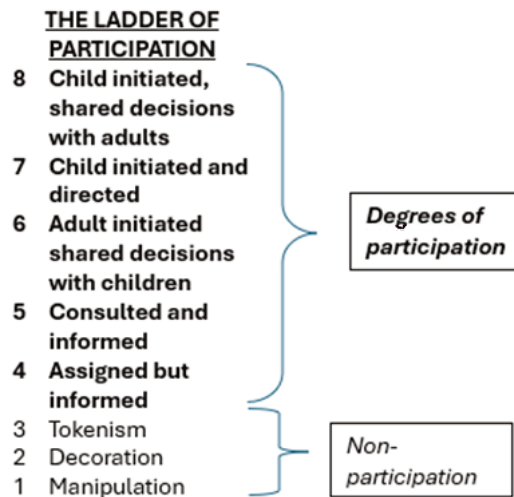 THE LADDER OF
PARTICIPATION
8 Child initiated,
shared decisions
with adults
7 Child initiated and
directed
6 Adult initiated
shared decisions
with children
5 Consulted and
informed
4 Assigned but
informed
3 Tokenism
2 Decoration
1 Manipulation
Degrees of
participation
Non-
participation